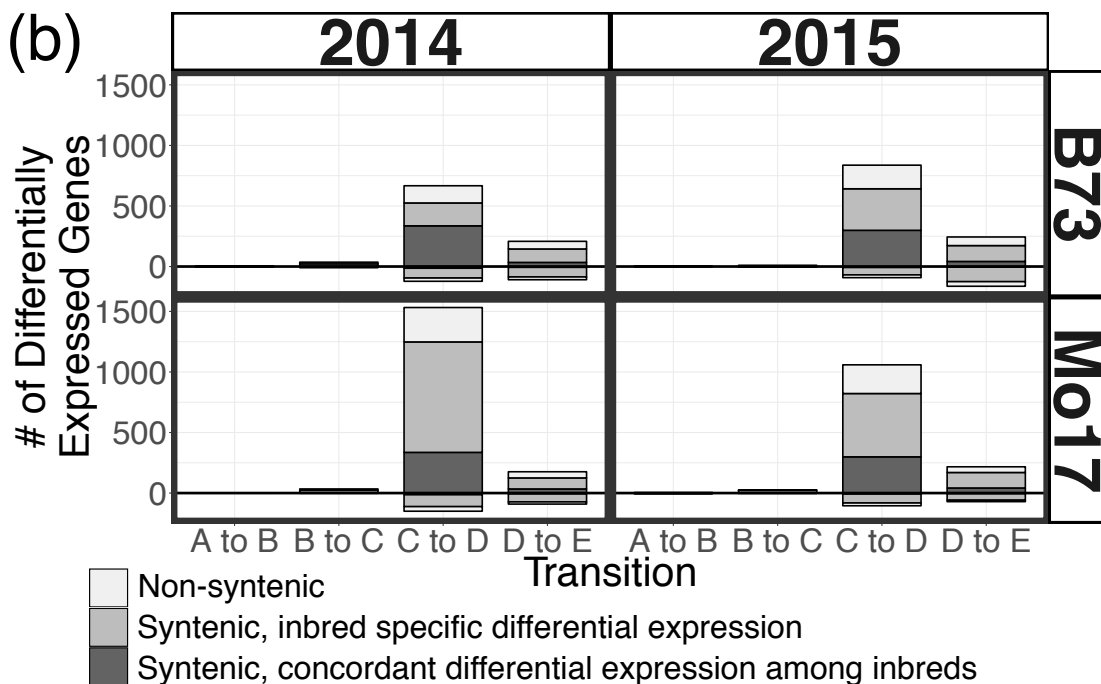 (b)
2014 2015
# of Differentially
Expressed Genes
1500
1000
500
0
B73
1500
1000
500
0
Mo17
A to B B to C C to D D to E A to B B to C C to D D to E
Transition
Non-syntenic
Syntenic, inbred specific differential expression
Syntenic, concordant differential expression among inbreds